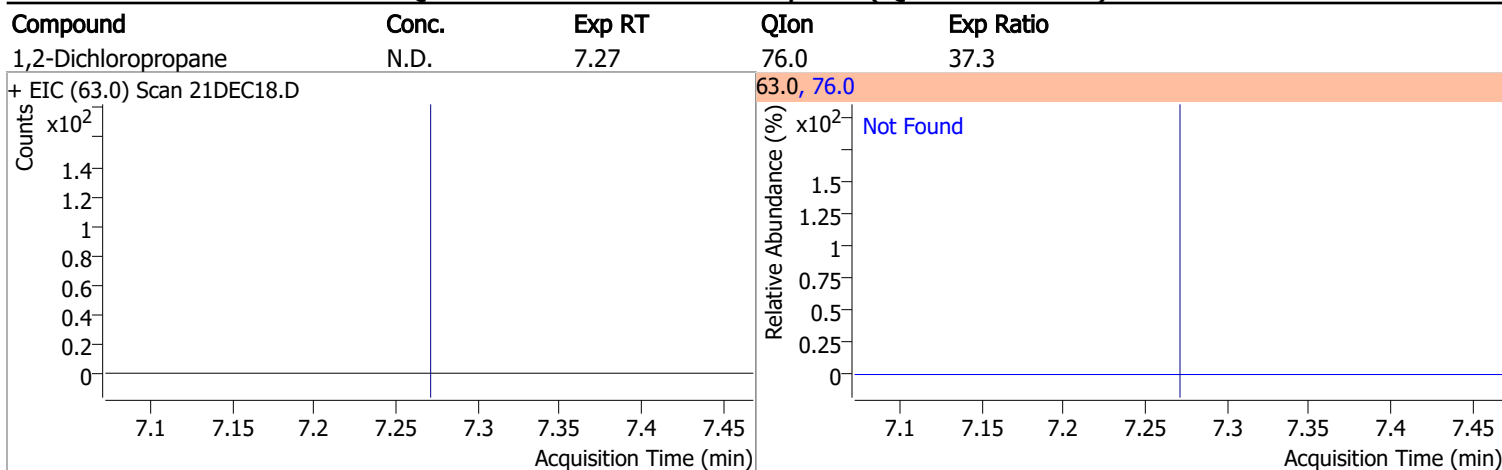 Compound Conc. Exp RT QIon Exp Ratio
1,2-Dichloropropane N.D. 7.27 76.0 37.3
+ EIC (63.0) Scan 21DEC18.D
Counts
x10²
1.4
1.2
1
0.8
0.6
0.4
0.2
0
7.1 7.15 7.2 7.25 7.3 7.35 7.4 7.45
Acquisition Time (min)
63.0, 76.0
Relative Abundance (%)
x10²
Not Found
1.5
1.25
1
0.75
0.5
0.25
0
7.1 7.15 7.2 7.25 7.3 7.35 7.4 7.45
Acquisition Time (min)